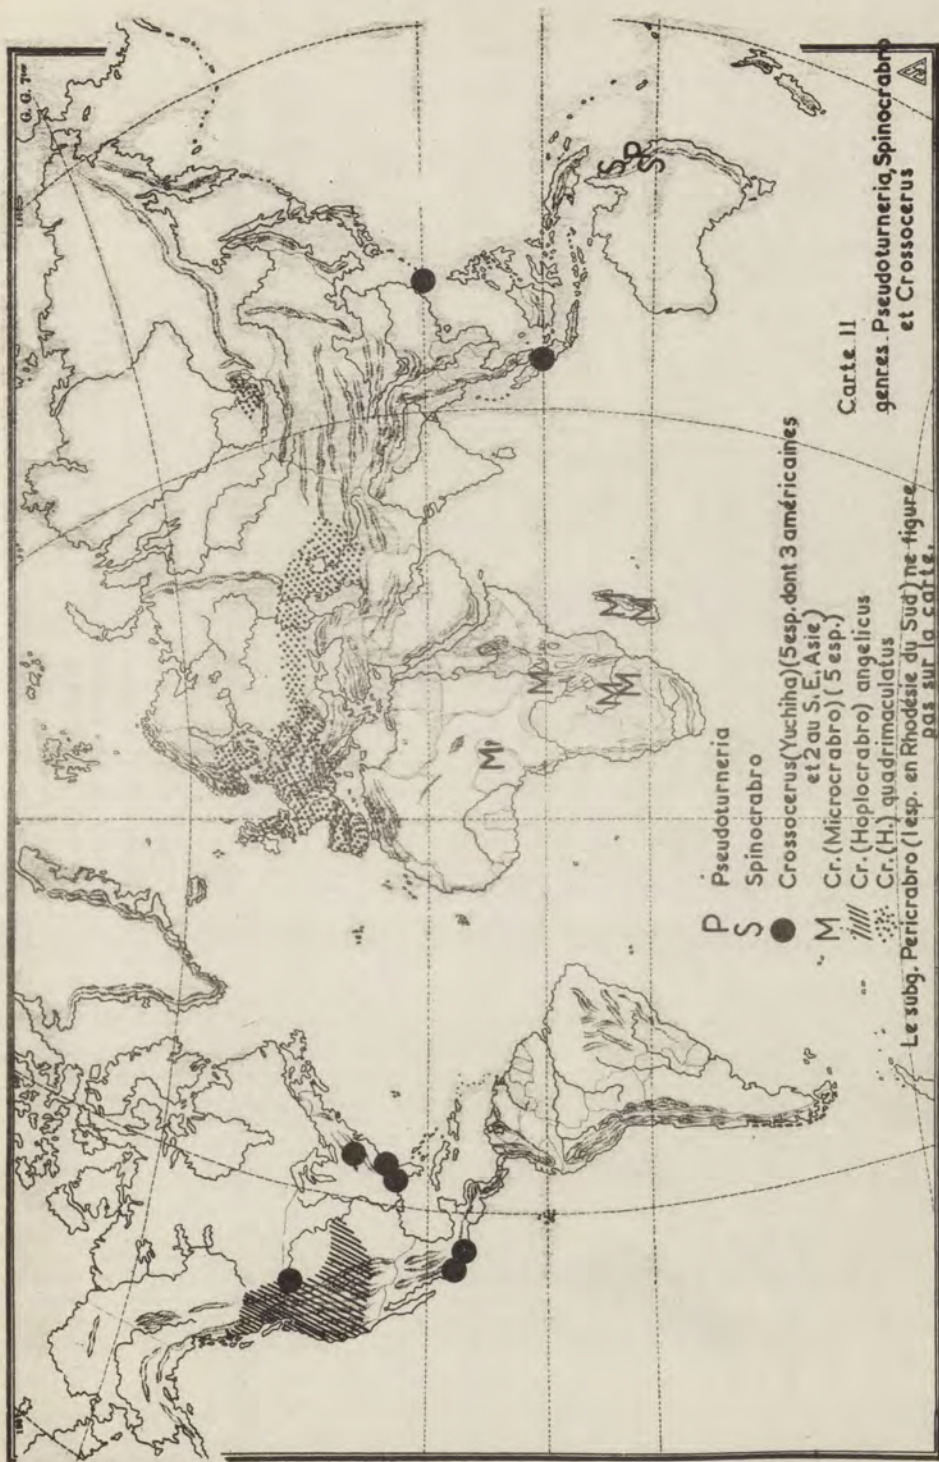 G. G. 7
Carte 11
genres. Pseudoturneria, Spinocrabro
et Crossocerus
P Pseudoturneria
S Spinocrabro
Crossocerus (Yuchiha) (5 esp. dont 3 américaines
et 2 au S. E. Asie)
M Cr. (Microcrabro) (5 esp.)
Cr. (Hoplocrabro) angelicus
Cr. (H.) quadrimaculatus
Le subg. Pericrabro (1 esp. en Rhodésie du Sud) ne figure
pas sur la carte.
S
P
S
M
M
M
M
M
M